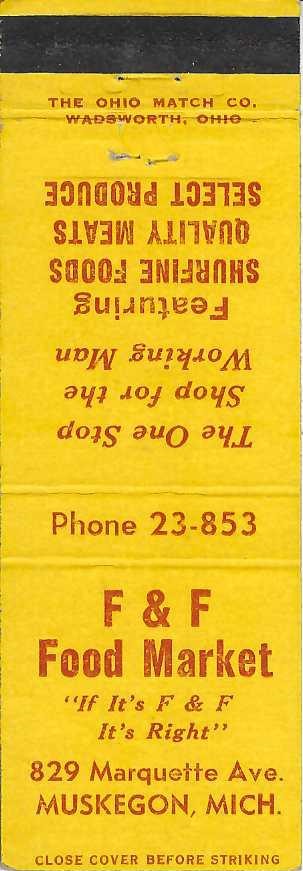 THE OHIO MATCH CO.
WADSWORTH, OHIO
The One Stop
Shop for the
Working Man
Featuring
SHURFINE FOODS
QUALITY MEATS
SELECT PRODUCE
Phone 23-853
F & F
Food Market
"If It's F & F
It's Right"
829 Marquette Ave.
MUSKEGON, MICH.
CLOSE COVER BEFORE STRIKING